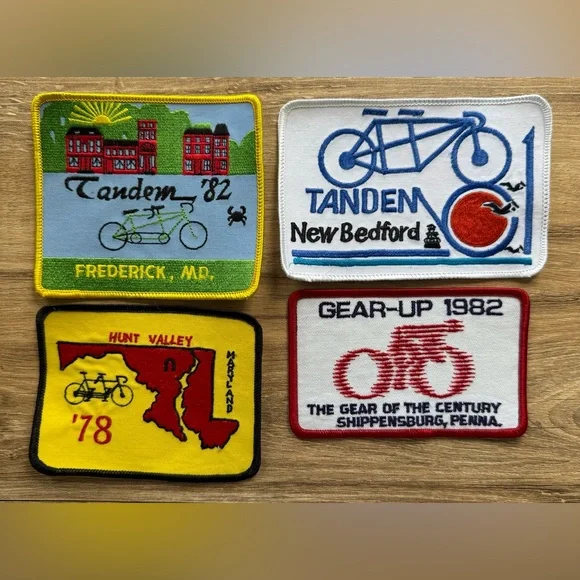 Tandem '82
FREDERICK, MD.
TANDEM
New Bedford
HUNT VALLEY
MARYLAND
'78
GEAR-UP 1982
THE GEAR OF THE CENTURY
SHIPPENSBURG, PENNA.